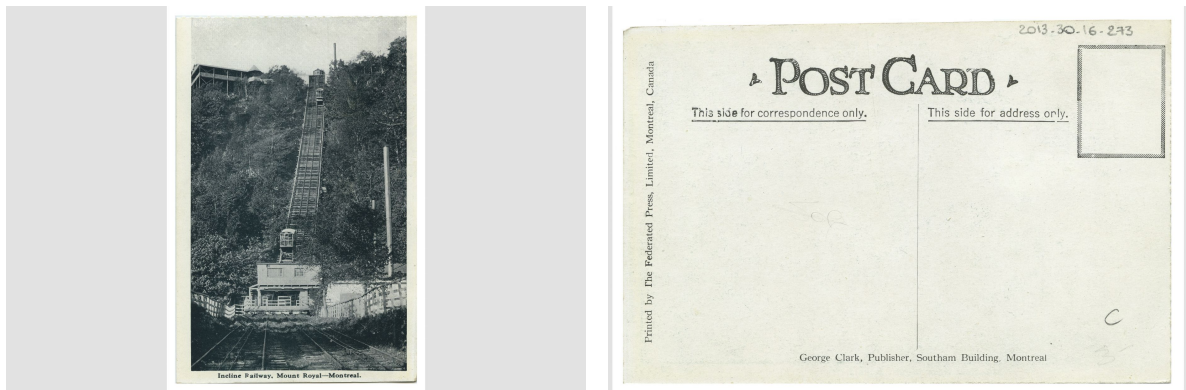 Incline Railway, Mount Royal—Montreal.
2013-30-16-273
POST CARD
This side for correspondence only.
This side for address only.
Printed by The Federated Press, Limited, Montreal, Canada
C
George Clark, Publisher, Southam Building, Montreal